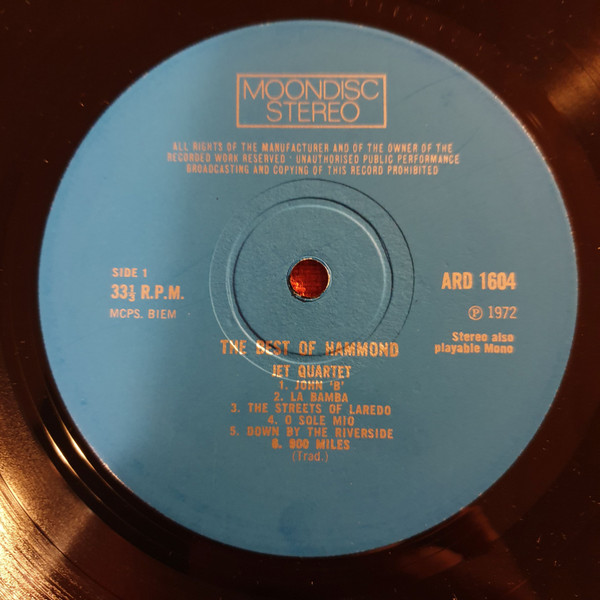 MOONDISC
STEREO
ALL RIGHTS OF THE MANUFACTURER AND OF THE OWNER OF THE
RECORDED WORK RESERVED · UNAUTHORISED PUBLIC PERFORMANCE
BROADCASTING AND COPYING OF THIS RECORD PROHIBITED
SIDE 1
33⅓ R.P.M.
MCPS. BIEM
ARD 1604
℗ 1972
Stereo also
playable Mono
THE BEST OF HAMMOND
JET QUARTET
1. JOHN 'B'
2. LA BAMBA
3. THE STREETS OF LAREDO
4. O SOLE MIO
5. DOWN BY THE RIVERSIDE
6. 900 MILES
(Trad.)